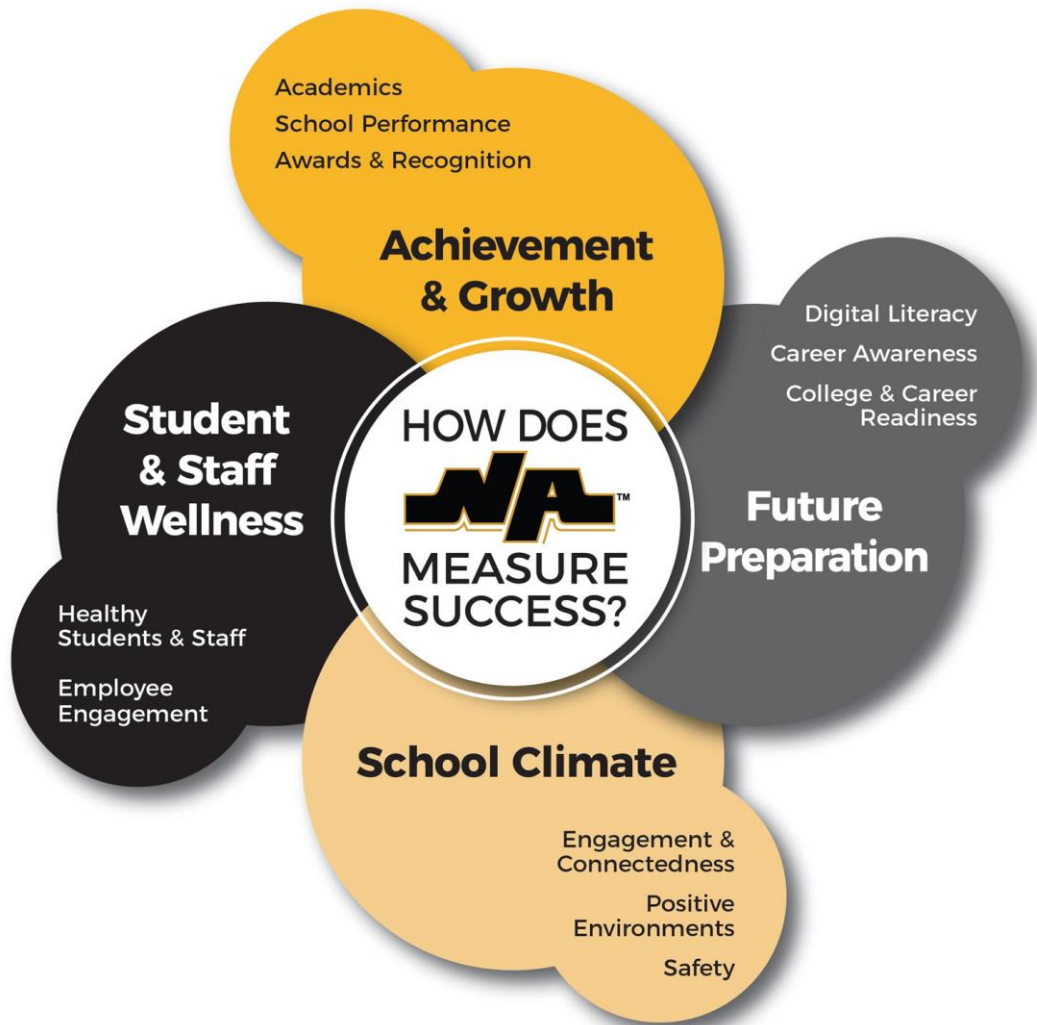 Academics
School Performance
Awards & Recognition
Achievement
& Growth
Digital Literacy
Career Awareness
College & Career
Readiness
Future
Preparation
Student
& Staff
Wellness
Healthy
Students & Staff
Employee
Engagement
HOW DOES
NA™
MEASURE
SUCCESS?
School Climate
Engagement &
Connectedness
Positive
Environments
Safety